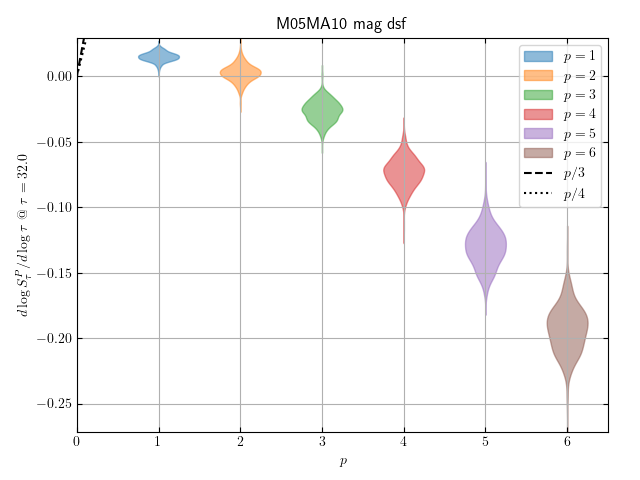 M05MA10 mag dsf
d log S_τ^P / d log τ @ τ = 32.0
0.00
−0.05
−0.10
−0.15
−0.20
−0.25
0 1 2 3 4 5 6
p
p = 1
p = 2
p = 3
p = 4
p = 5
p = 6
p/3
p/4